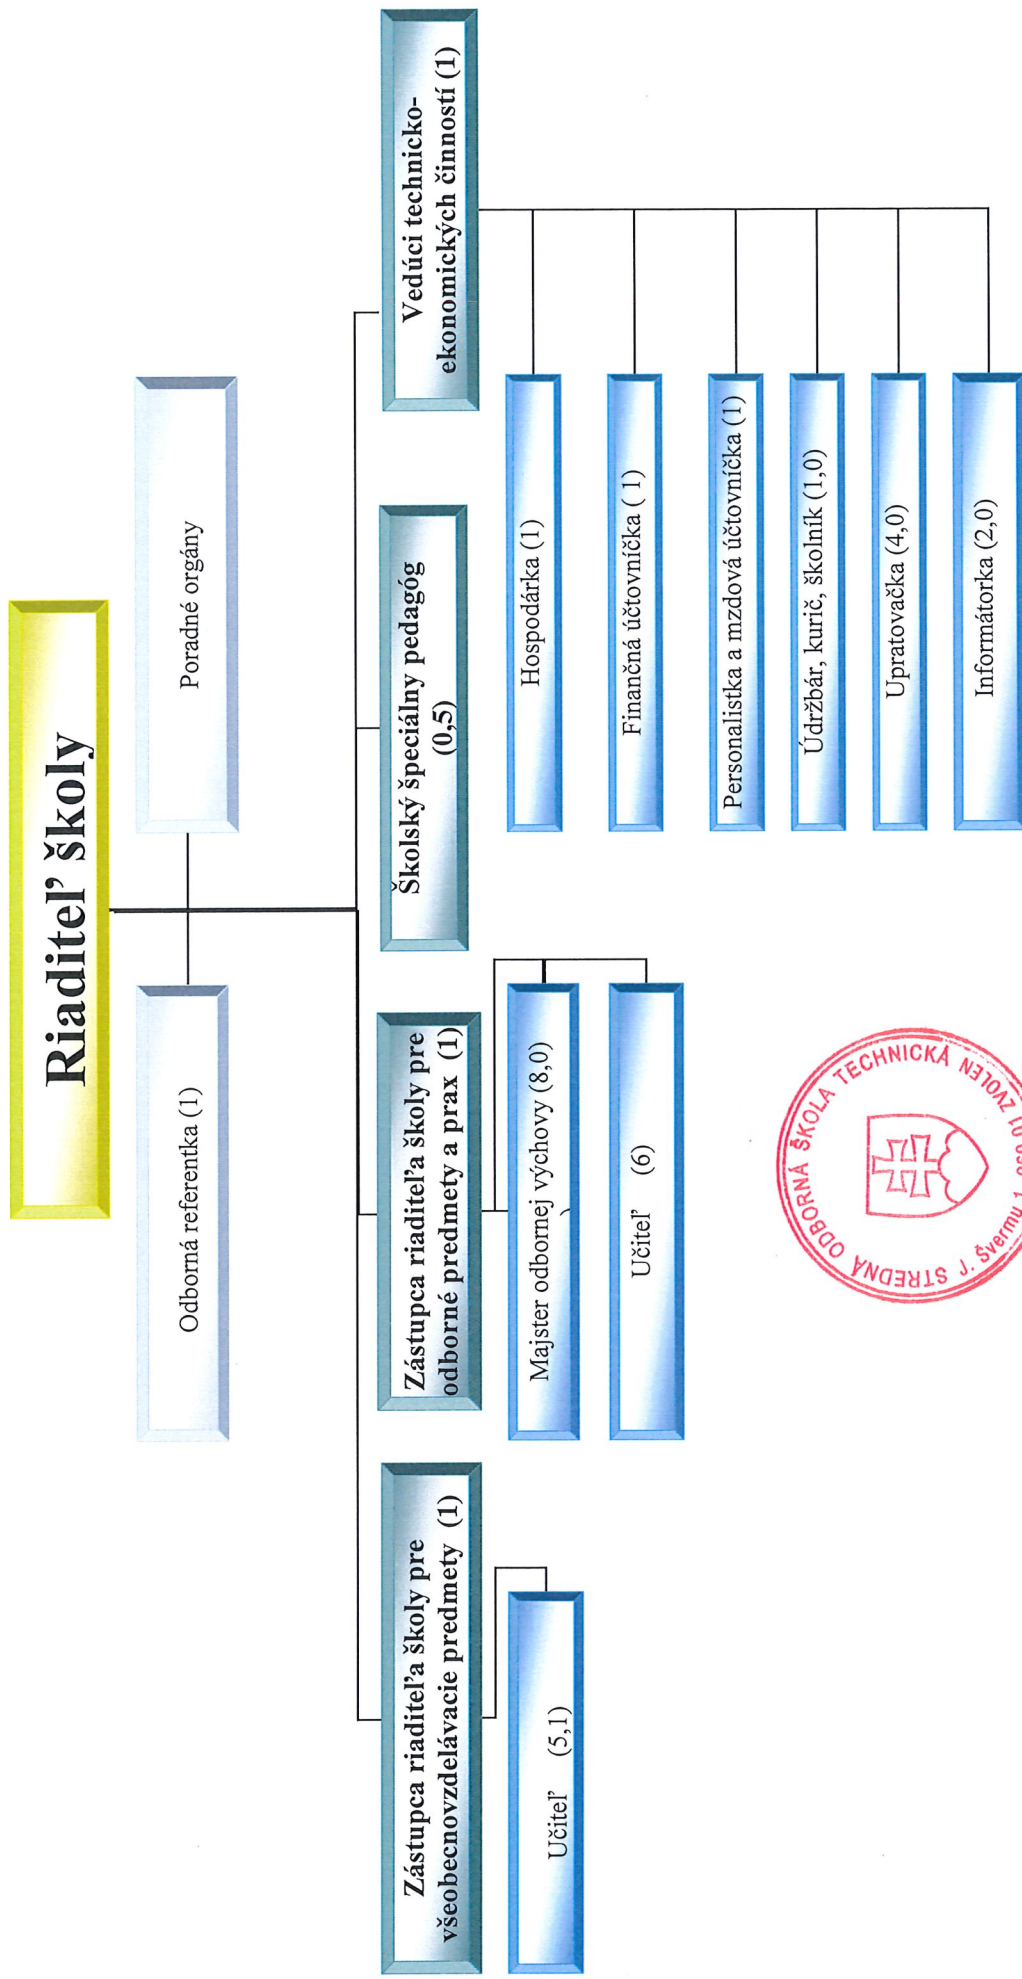 Riaditeľ školy
Odborná referentka (1)
Poradné orgány
Zástupca riaditeľa školy pre
všeobecnovzdelávacie predmety (1)
Zástupca riaditeľa školy pre
odborné predmety a prax (1)
Školský špeciálny pedagóg
(0,5)
Vedúci technicko-
ekonomických činností (1)
Učiteľ (5,1)
Majster odbornej výchovy (8,0
)
Učiteľ (6)
Hospodárka (1)
Finančná účtovníčka ( 1)
Personalistka a mzdová účtovníčka (1)
Údržbár, kurič, školník (1,0)
Upratovačka (4,0)
Informátorka (2,0)
STREDNÁ ODBORNÁ ŠKOLA TECHNICKÁ
J. Švermu 1, 01 ZVOLEN